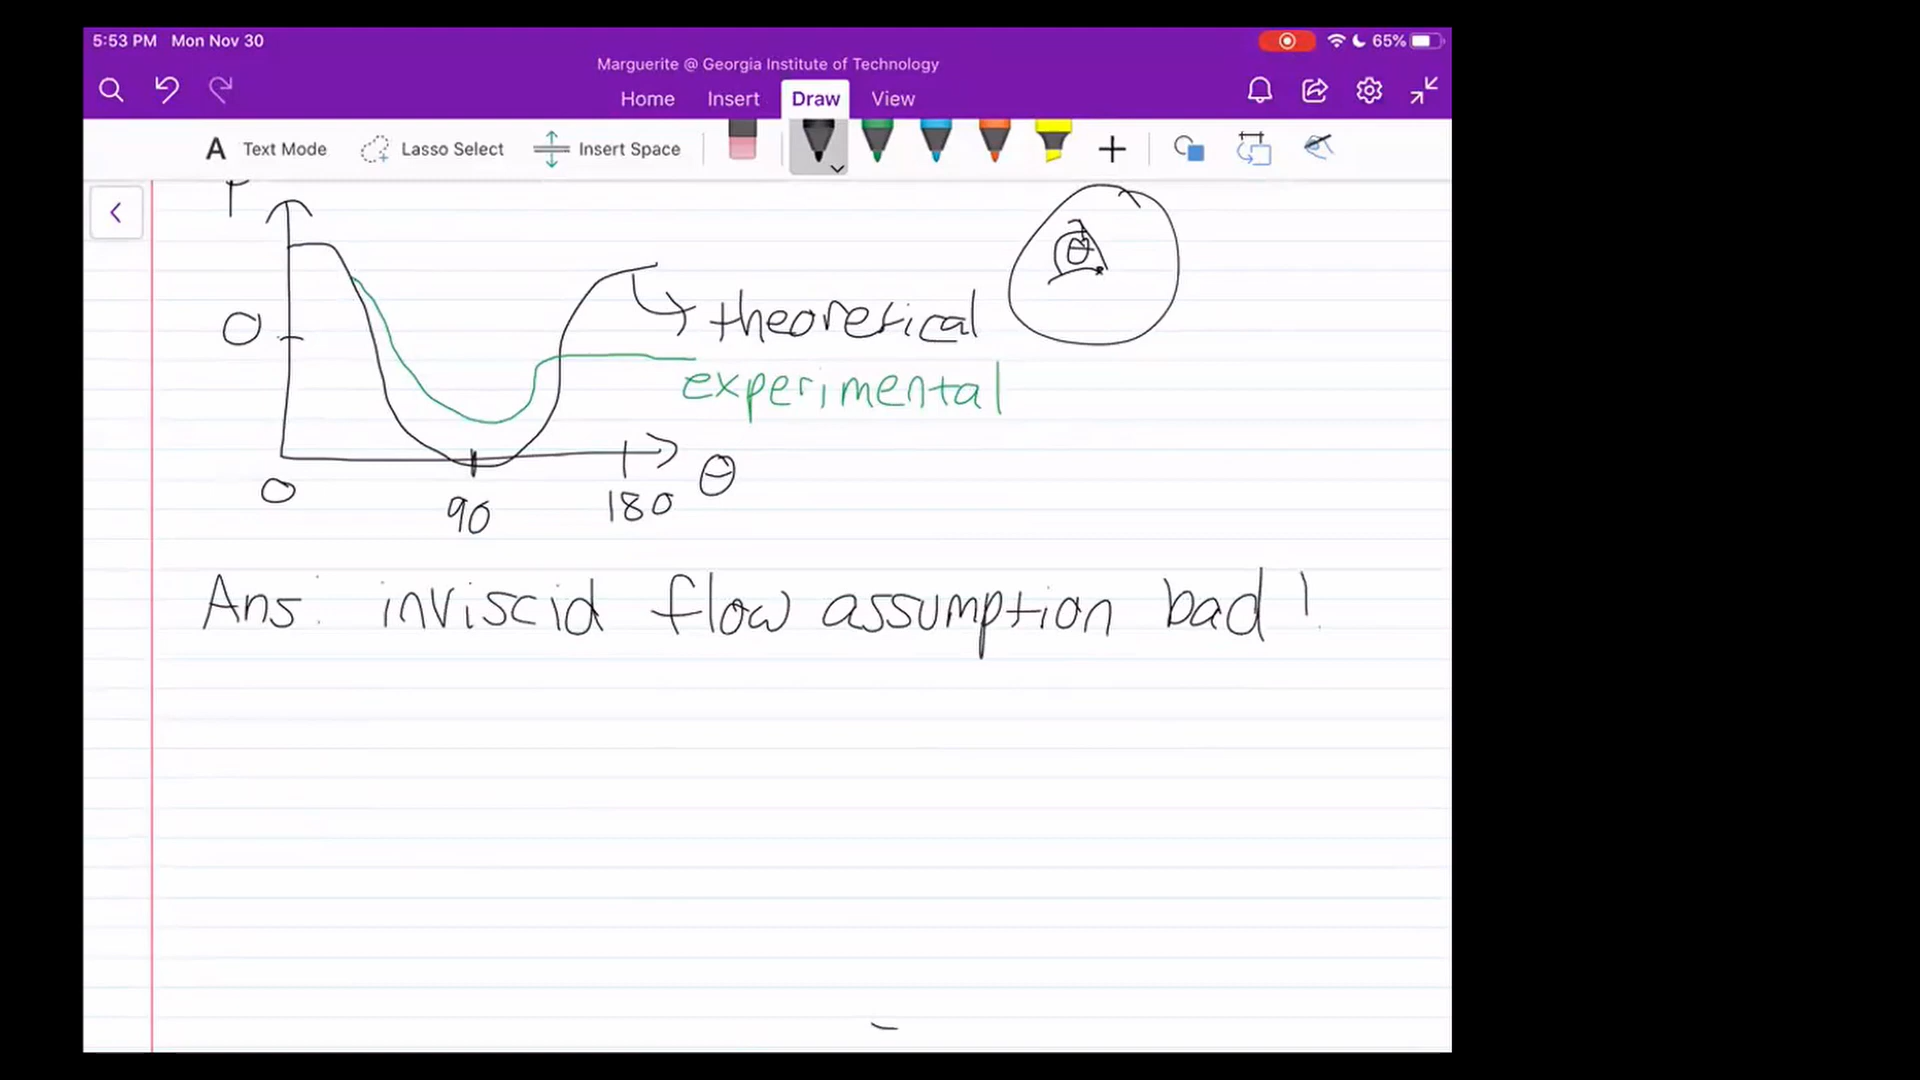 5:53 PM Mon Nov 30
65%
Marguerite @ Georgia Institute of Technology
Home Insert Draw View
A Text Mode Lasso Select Insert Space
P
θ
0
theoretical
experimental
0 90 180 θ
Ans: inviscid flow assumption bad!